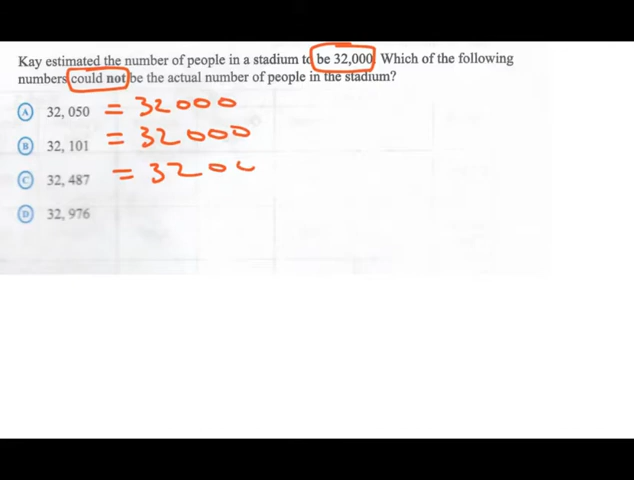 Kay estimated the number of people in a stadium to be 32,000. Which of the following
numbers could not be the actual number of people in the stadium?
A 32, 050 = 32000
B 32, 101 = 32000
C 32, 487 = 320
D 32, 976